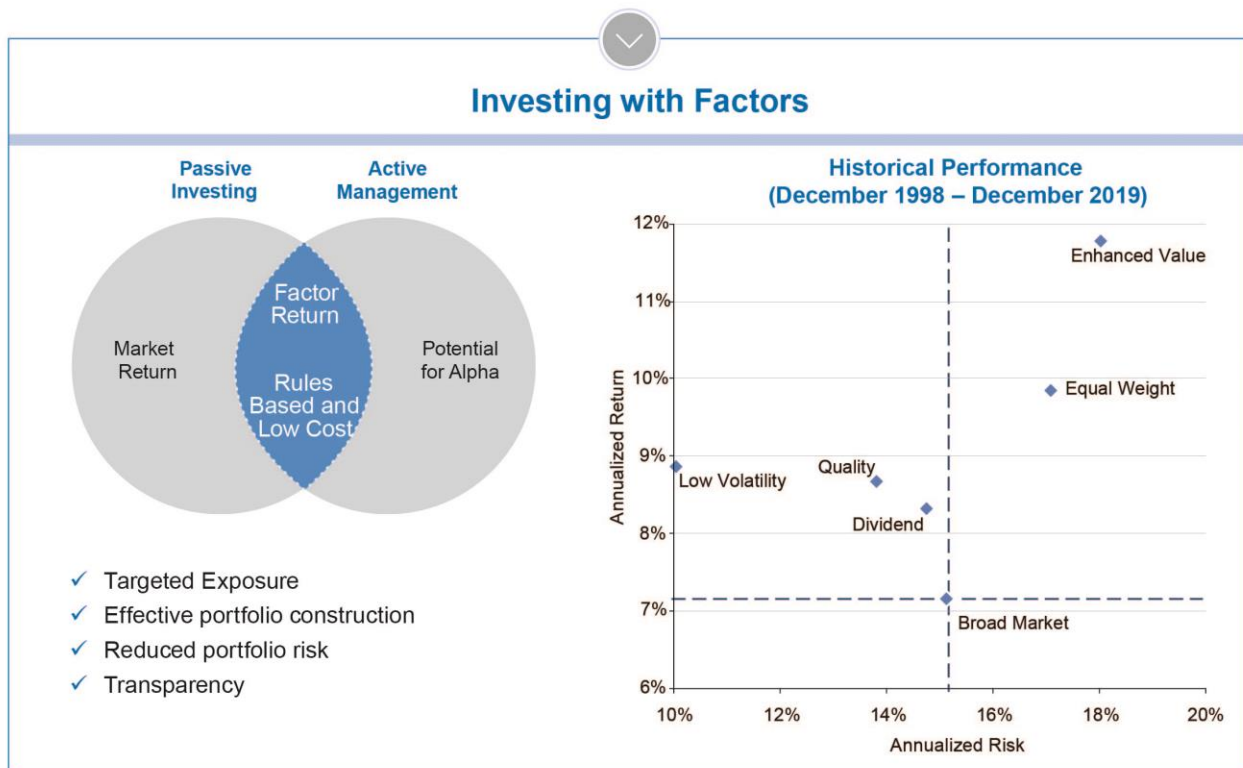 Investing with Factors
Passive
Investing
Active
Management
Market
Return
Factor
Return
Rules
Based and
Low Cost
Potential
for Alpha
✓ Targeted Exposure
✓ Effective portfolio construction
✓ Reduced portfolio risk
✓ Transparency
Historical Performance
(December 1998 – December 2019)
Annualized Return
12%
11%
10%
9%
8%
7%
6%
Enhanced Value
Equal Weight
Low Volatility
Quality
Dividend
Broad Market
10%
12%
14%
16%
18%
20%
Annualized Risk